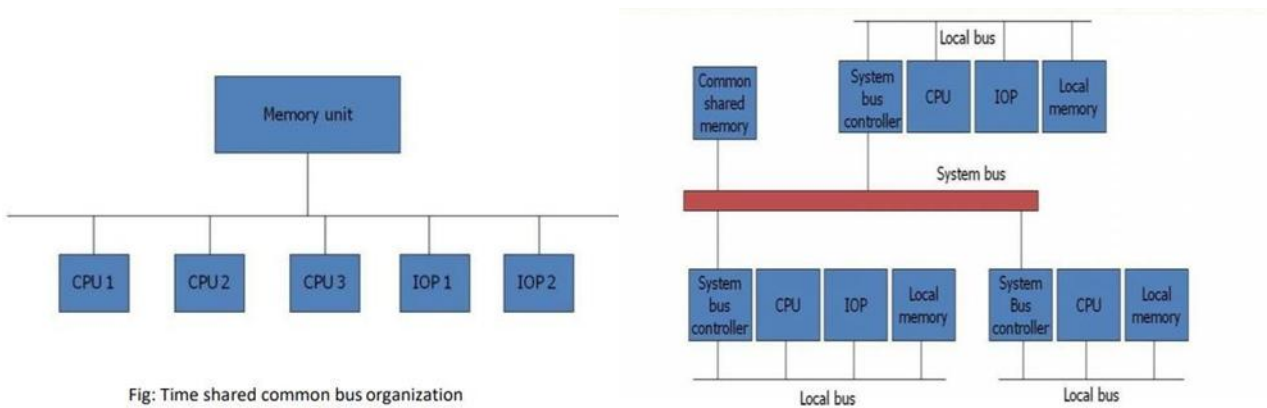 Memory unit
CPU 1
CPU 2
CPU 3
IOP 1
IOP 2
Fig: Time shared common bus organization
Local bus
Common
shared
memory
System
bus
controller
CPU
IOP
Local
memory
System bus
System
bus
controller
CPU
IOP
Local
memory
System
Bus
controller
CPU
Local
memory
Local bus
Local bus